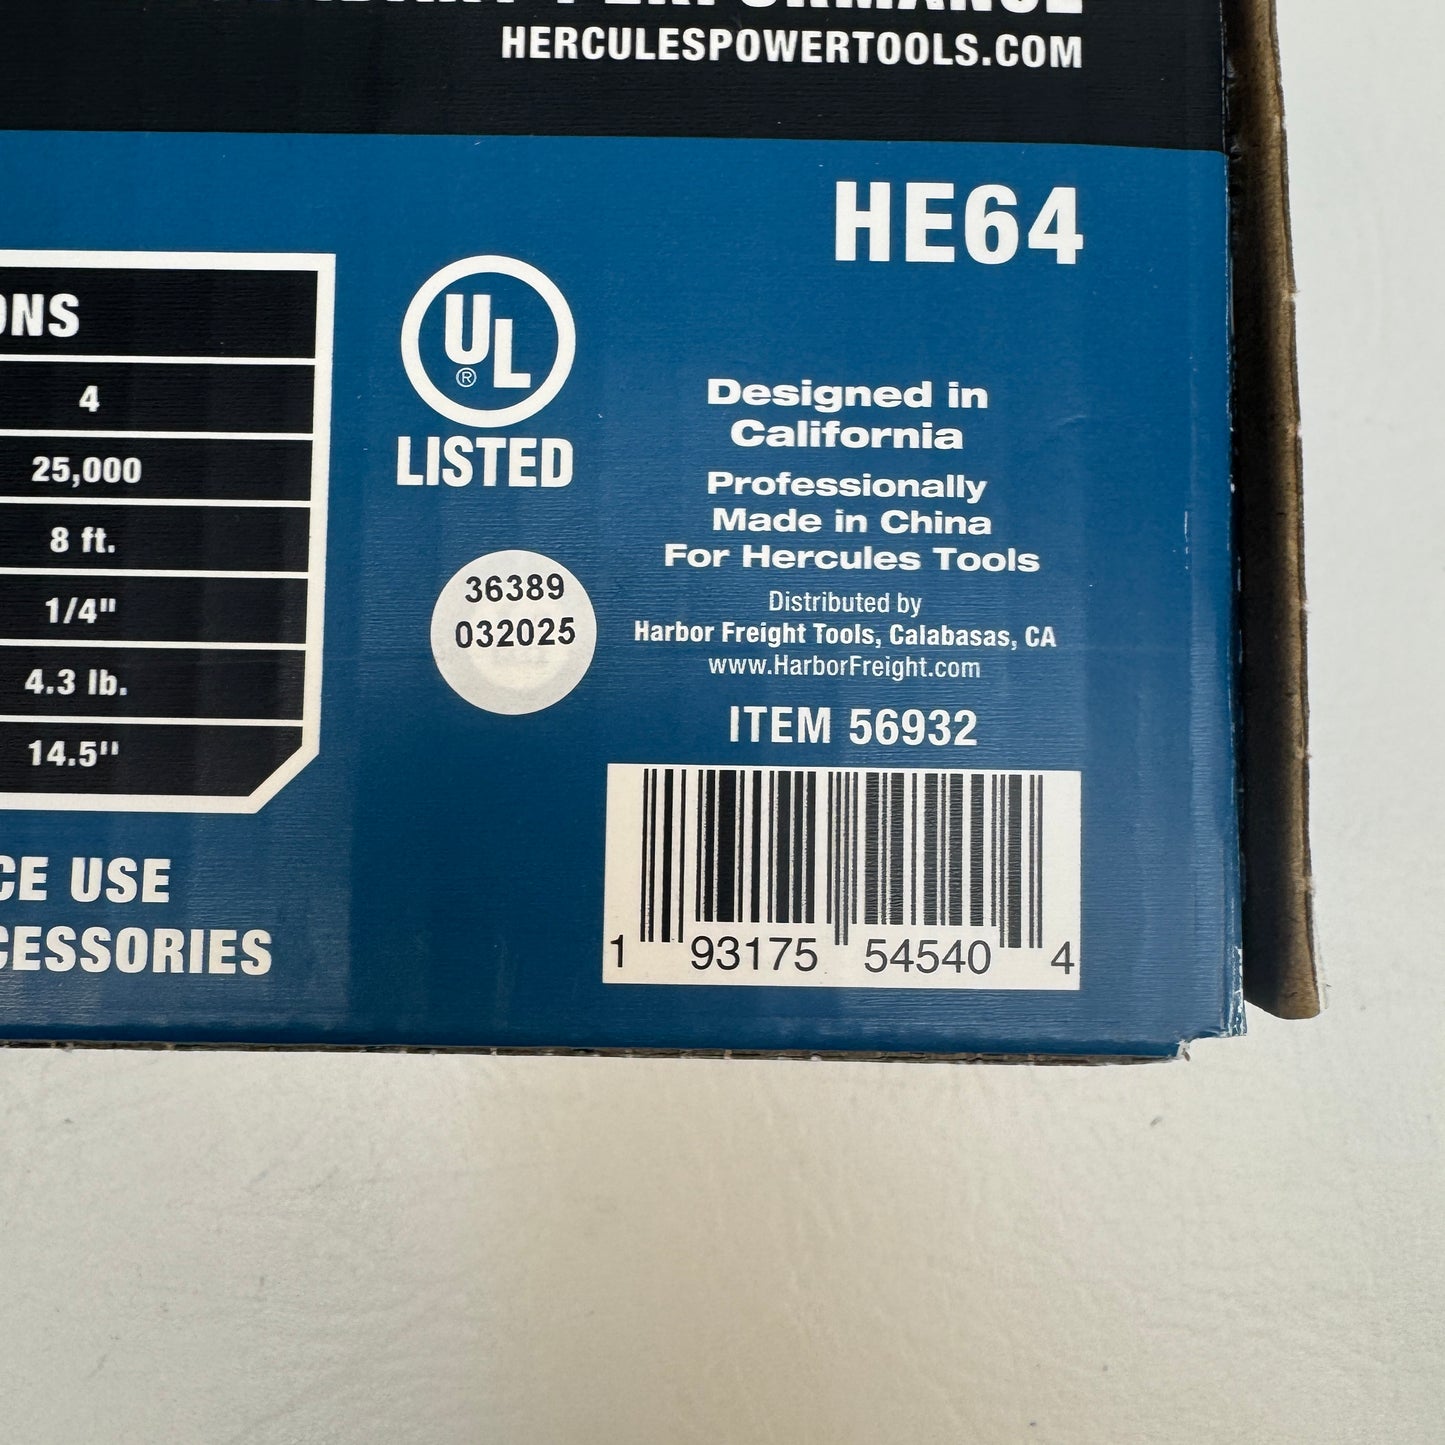 PERFORMANCE
HERCULESPOWERTOOLS.COM
HE64
ONS
4
25,000
8 ft.
1/4"
4.3 lb.
14.5"
UL
®
LISTED
36389
032025
Designed in
California
Professionally
Made in China
For Hercules Tools
Distributed by
Harbor Freight Tools, Calabasas, CA
www.HarborFreight.com
ITEM 56932
1 93175 54540 4
CE USE
CESSORIES